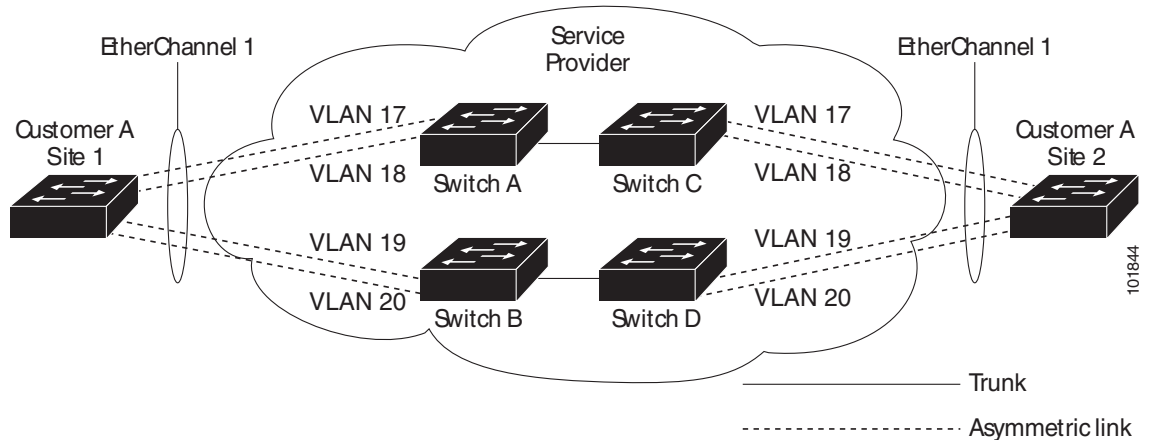 EtherChannel 1
Service
Provider
EtherChannel 1
VLAN 17
VLAN 17
Customer A
Site 1
Customer A
Site 2
VLAN 18
Switch A
Switch C
VLAN 18
VLAN 19
VLAN 19
VLAN 20
Switch B
Switch D
VLAN 20
101844
Trunk
Asymmetric link